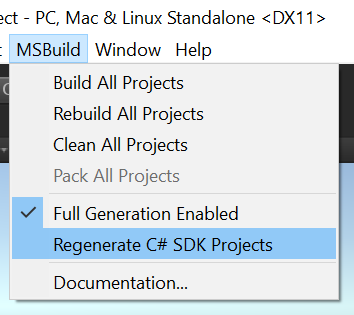 ect - PC, Mac & Linux Standalone <DX11>
MSBuild Window Help
Build All Projects
Rebuild All Projects
Clean All Projects
Pack All Projects
Full Generation Enabled
Regenerate C# SDK Projects
Documentation...